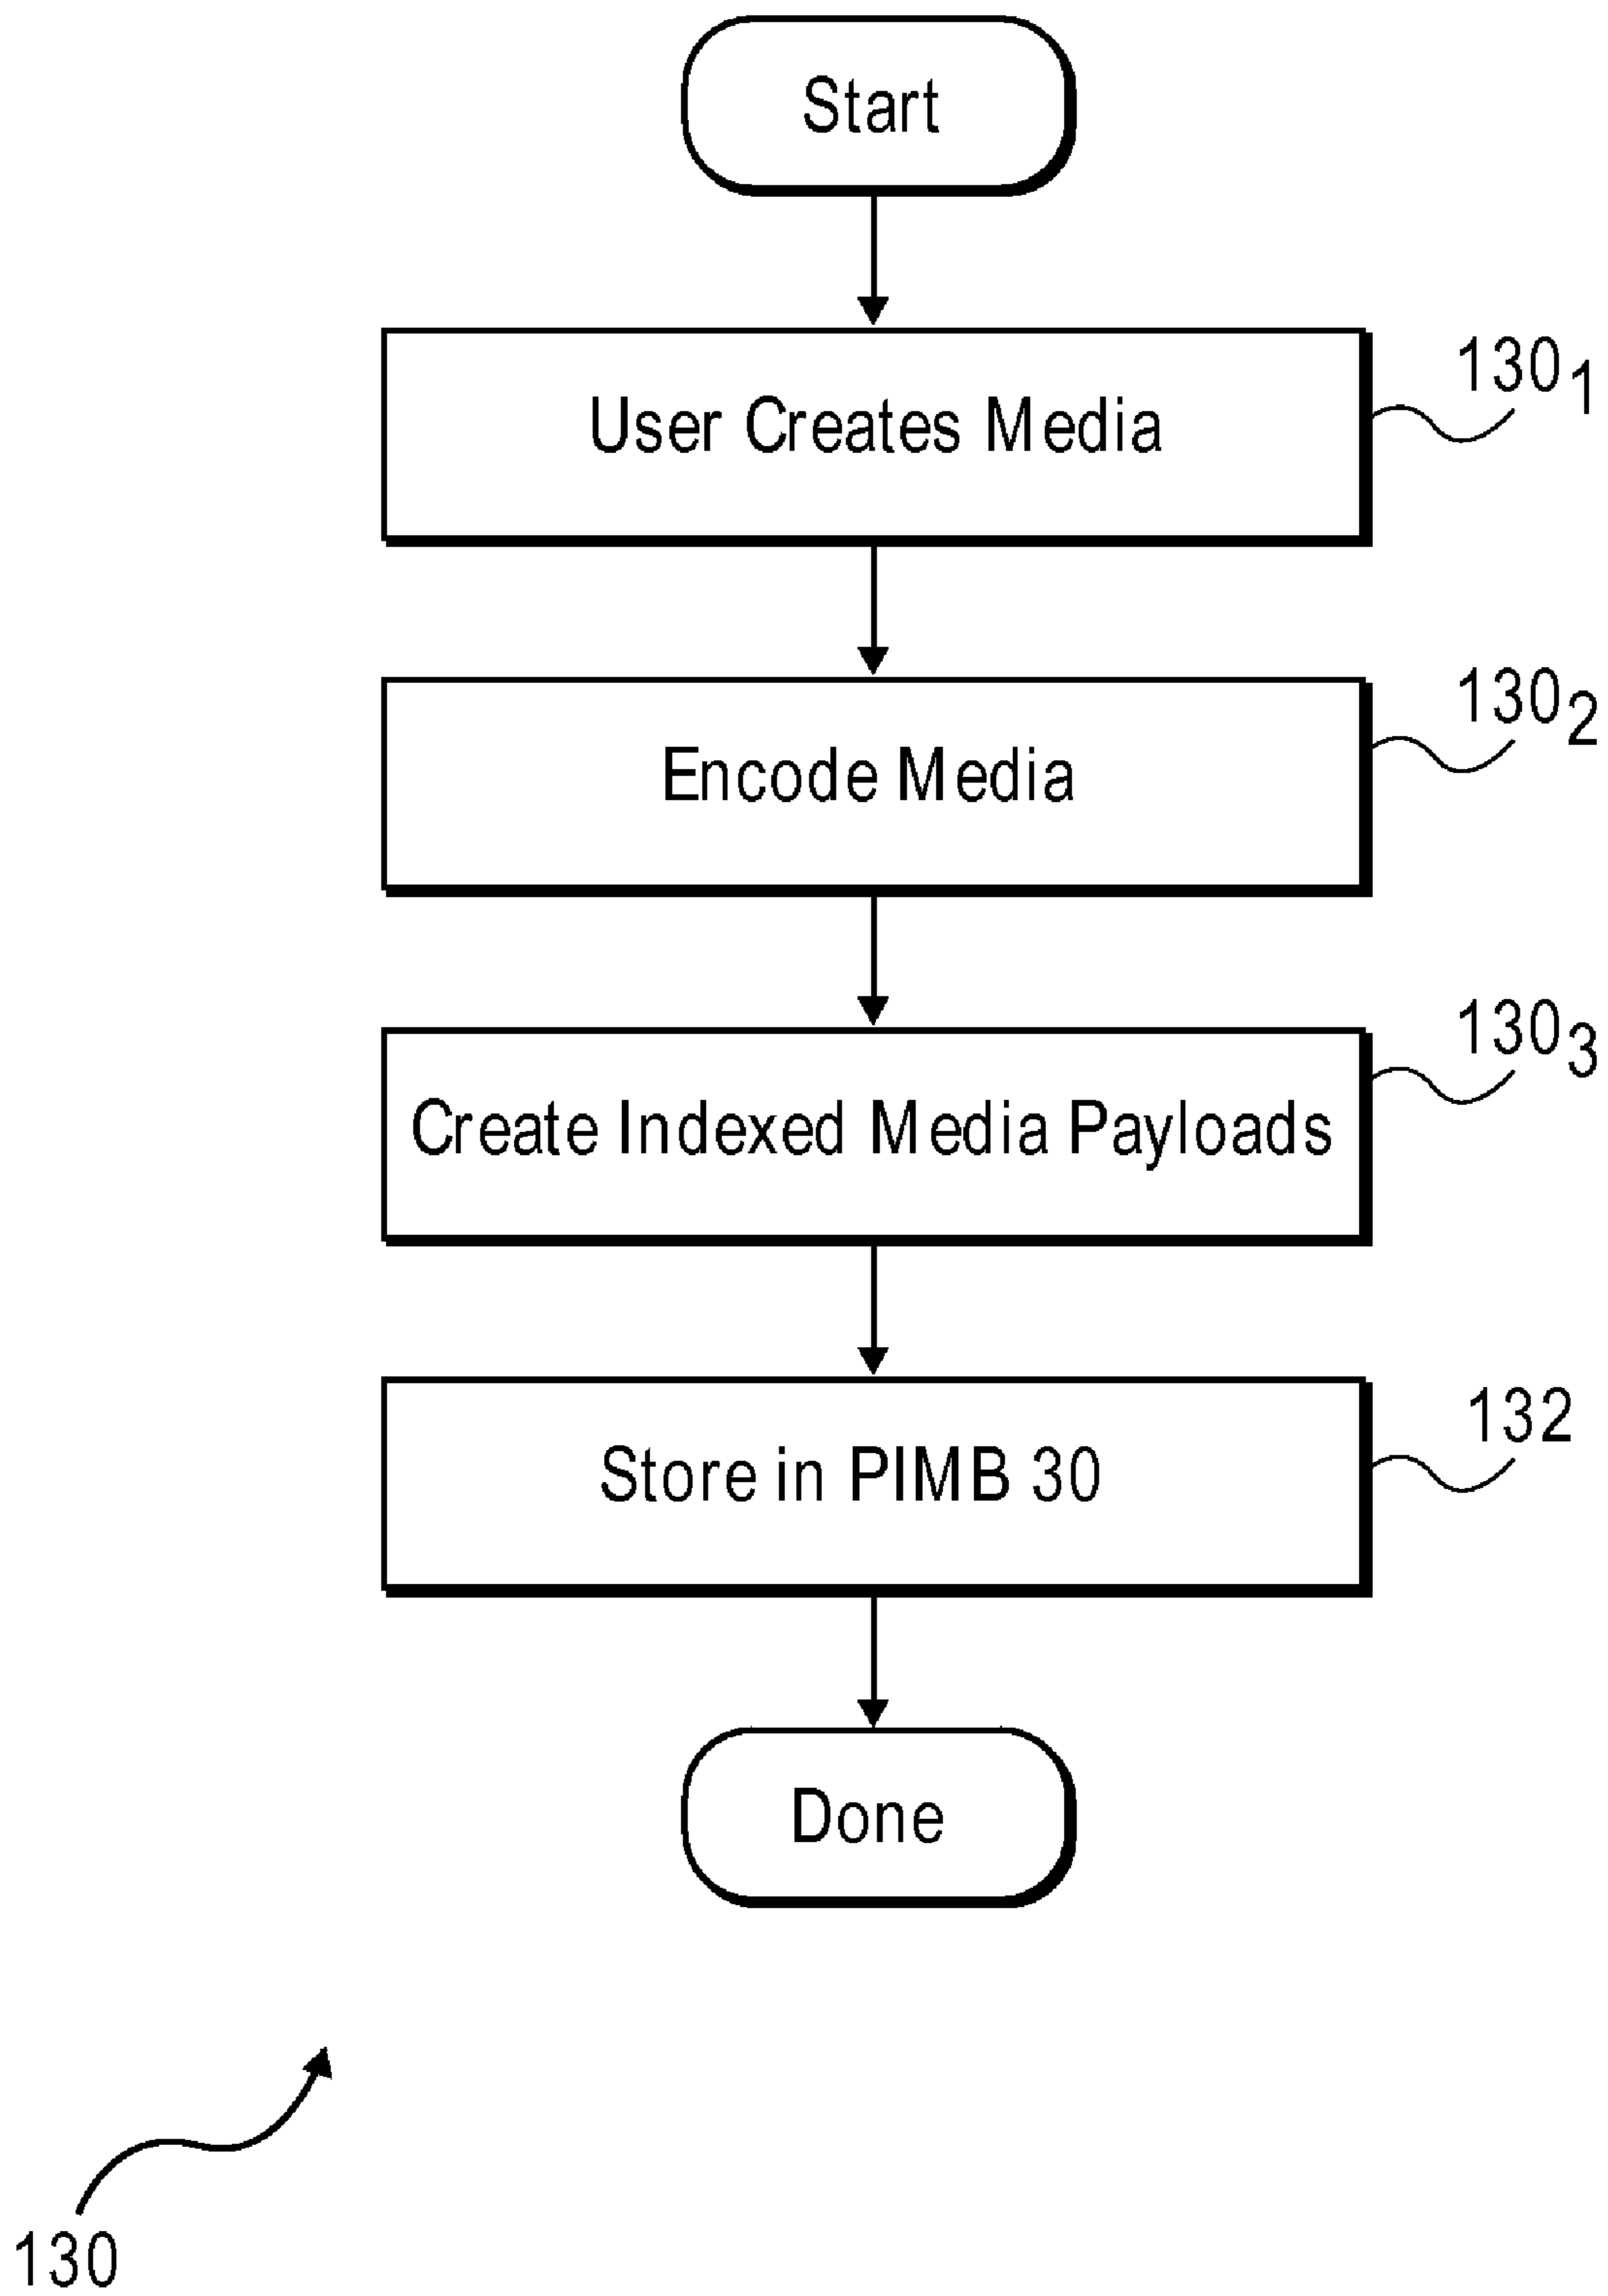 Start
User Creates Media
130₁
Encode Media
130₂
Create Indexed Media Payloads
130₃
Store in PIMB 30
132
Done
130